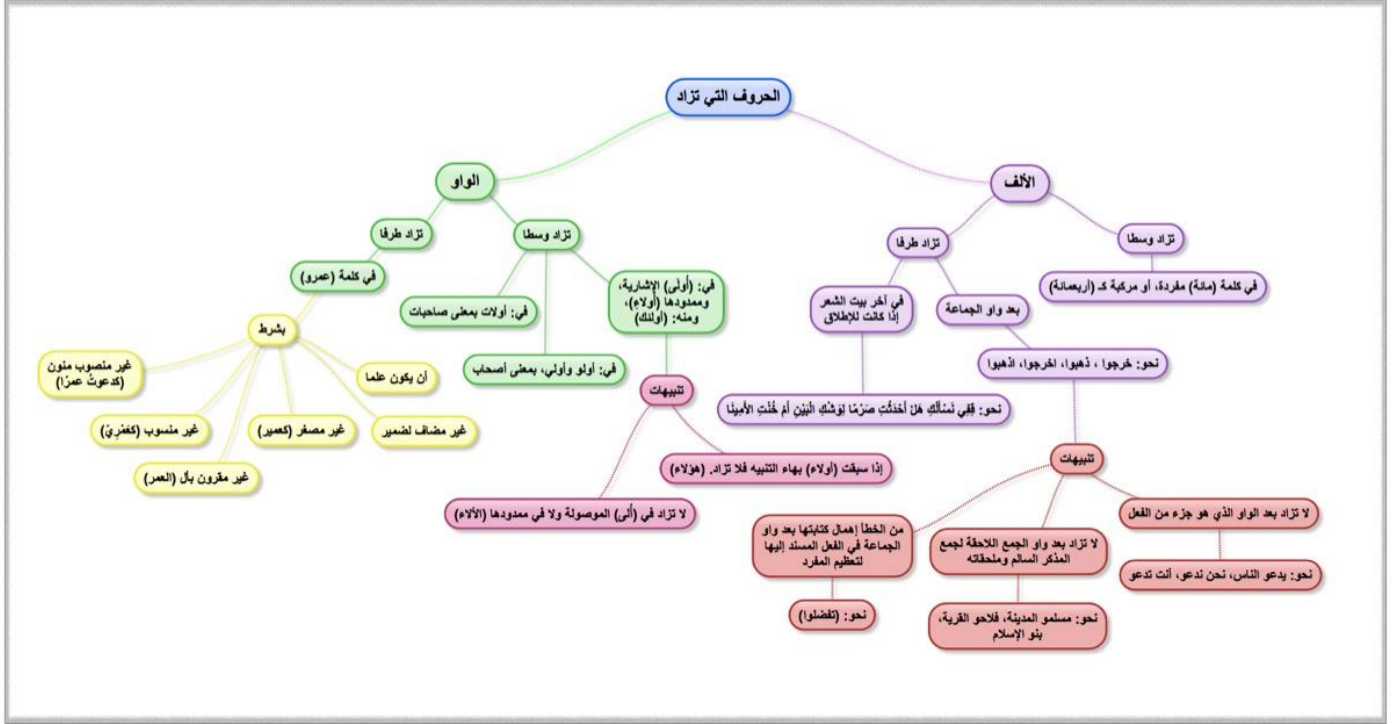 الحروف التي تزاد
الألف
تزاد وسطا
في كلمة (مائة) مفردة، أو مركبة كـ (أربعمائة)
تزاد طرفا
بعد واو الجماعة
نحو: خرجوا ، ذهبوا، اخرجوا، اذهبوا
تنبيهات
لا تزاد بعد الواو الذي هو جزء من الفعل
نحو: يدعو الناس، نحن ندعو، أنت تدعو
لا تزاد بعد واو الجمع اللاحقة لجمع
المذكر السالم وملحقاته
نحو: مسلمو المدينة، فلاحو القرية،
بنو الإسلام
من الخطأ إهمال كتابتها بعد واو
الجماعة في الفعل المسند إليها
لتعظيم المفرد
نحو: (تفضلوا)
في آخر بيت الشعر
إذا كانت للإطلاق
نحو: قِفِي نَسْأَلْكِ هَلْ أَحْدَثْتِ صَرْمًا لِوَشْكِ الْبَيْنِ أَمْ خُنْتِ الأَمِينَا
الواو
تزاد وسطا
في: (أُولَى) الإشارية،
وممدودها (أولاءِ)،
ومنه: (أولئك)
تنبيهات
إذا سبقت (أولاء) بهاء التنبيه فلا تزاد. (هؤلاء)
لا تزاد في (ألى) الموصولة ولا في ممدودها (الألاء)
في: أولو وأولي، بمعنى أصحاب
في: أولات بمعنى صاحبات
تزاد طرفا
في كلمة (عمرو)
بشرط
أن يكون علما
غير مضاف لضمير
غير مصغر (كعمير)
غير مقرون بأل (العمر)
غير منسوب (كعَمْرِيّ)
غير منصوب منون
(كدعوتُ عمرًا)